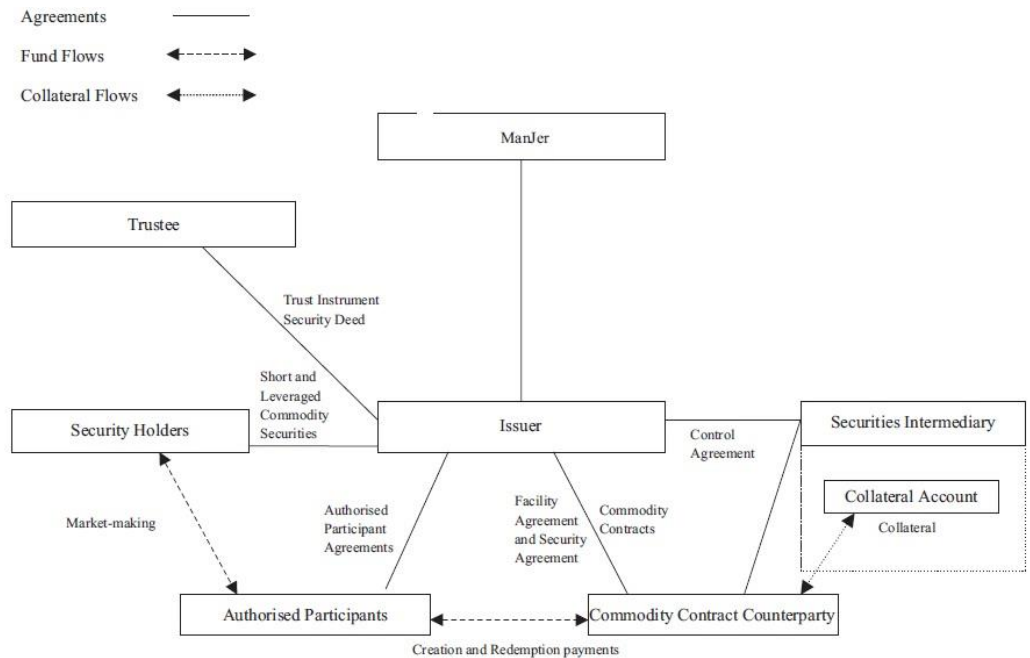 Agreements
Fund Flows
Collateral Flows
ManJer
Trustee
Trust Instrument
Security Deed
Short and
Leveraged
Commodity
Securities
Security Holders
Issuer
Control
Agreement
Securities Intermediary
Collateral Account
Collateral
Market-making
Authorised
Participant
Agreements
Facility
Agreement
and Security
Agreement
Commodity
Contracts
Authorised Participants
Commodity Contract Counterparty
Creation and Redemption payments